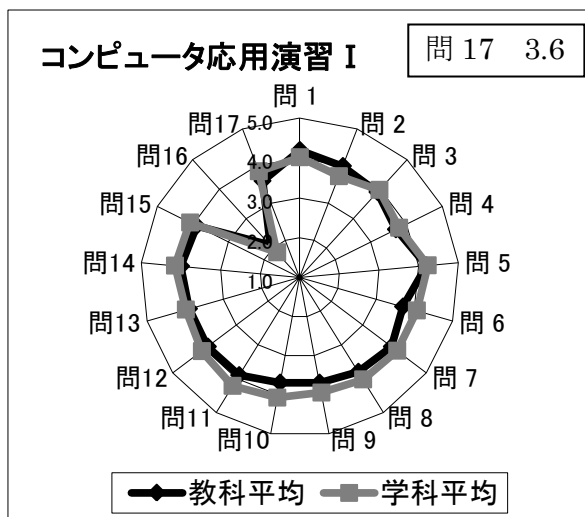 コンピュータ応用演習 I
問 17　3.6
問 1
問 2
問 3
問 4
問 5
問 6
問 7
問 8
問 9
問10
問11
問12
問13
問14
問15
問16
問17
5.0
4.0
3.0
2.0
1.0
教科平均
学科平均